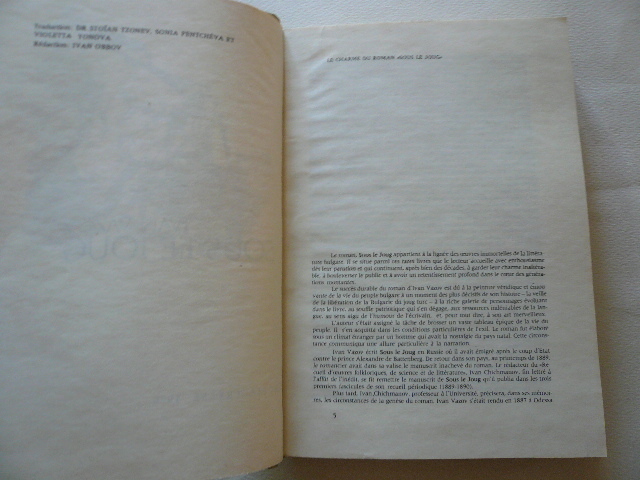 Traduction: DR STOÏAN TZONEV, SONIA PENTCHÉVA ET
VIOLETTA YONOVA
Rédaction: IVAN OBBOV
LE CHARME DU ROMAN «SOUS LE JOUG»
Le roman, Sous le Joug appartient à la lignée des œuvres immortelles de la littéra-
ture bulgare. Il se situe parmi ces rares livres que le lecteur accueille avec enthousiasme
dès leur parution et qui continuent, après bien des décades, à garder leur charme inaltéra-
ble, à bouleverser le public et à avoir un retentissement profond dans le cœur des généra-
tions montantes.
Le succès durable du roman d'Ivan Vazov est dû à la peinture véridique et émou-
vante de la vie du peuple bulgare à un moment des plus décisifs de son histoire – la veille
de la libération de la Bulgarie du joug turc – à la riche galerie de personnages évoluant
dans le livre, au souffle patriotique qui s'en dégage, aux ressources inépuisables de la lan-
gue, au sens aigu de l'humour de l'écrivain, et pour tout dire, à son art merveilleux.
L'auteur s'était assigné la tâche de brosser un vaste tableau épique de la vie du
peuple. Il s'en acquitta dans les conditions particulières de l'exil. Le roman fut élaboré
sous un climat étranger par un homme qui avait la nostalgie du pays natal. Cette circons-
tance communiqua une allure particulière à la narration.
Ivan Vazov écrit Sous le Joug en Russie où il avait émigré après le coup d'État
contre le prince Alexandre de Battenberg. De retour dans son pays, au printemps de 1889,
le romancier avait dans sa valise le manuscrit inachevé du roman. Le rédacteur du «Re-
cueil d'œuvres folkloriques, de science et de littérature», Ivan Chichmanov, fin lettré à
l'affût de l'inédit, se fit remettre le manuscrit de Sous le Joug qu'il publia dans les trois
premiers fascicules de son recueil périodique (1889-1890).
Plus tard, Ivan Chichmanov, professeur à l'Université, précisera, dans ses mémoi-
res, les circonstances de la genèse du roman. Ivan Vazov s'était rendu en 1887 à Odessa
5